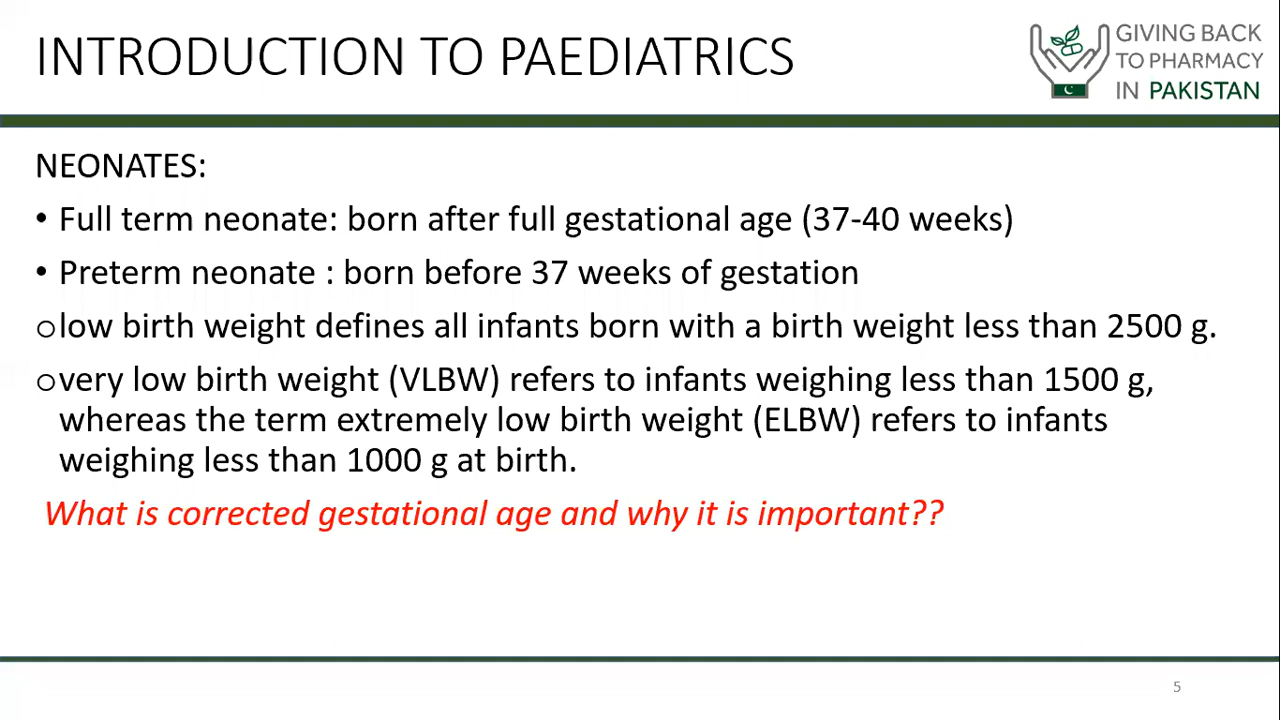 INTRODUCTION TO PAEDIATRICS
GIVING BACK
TO PHARMACY
IN PAKISTAN
NEONATES:
• Full term neonate: born after full gestational age (37-40 weeks)
• Preterm neonate : born before 37 weeks of gestation
olow birth weight defines all infants born with a birth weight less than 2500 g.
overy low birth weight (VLBW) refers to infants weighing less than 1500 g,
whereas the term extremely low birth weight (ELBW) refers to infants
weighing less than 1000 g at birth.
What is corrected gestational age and why it is important??
5